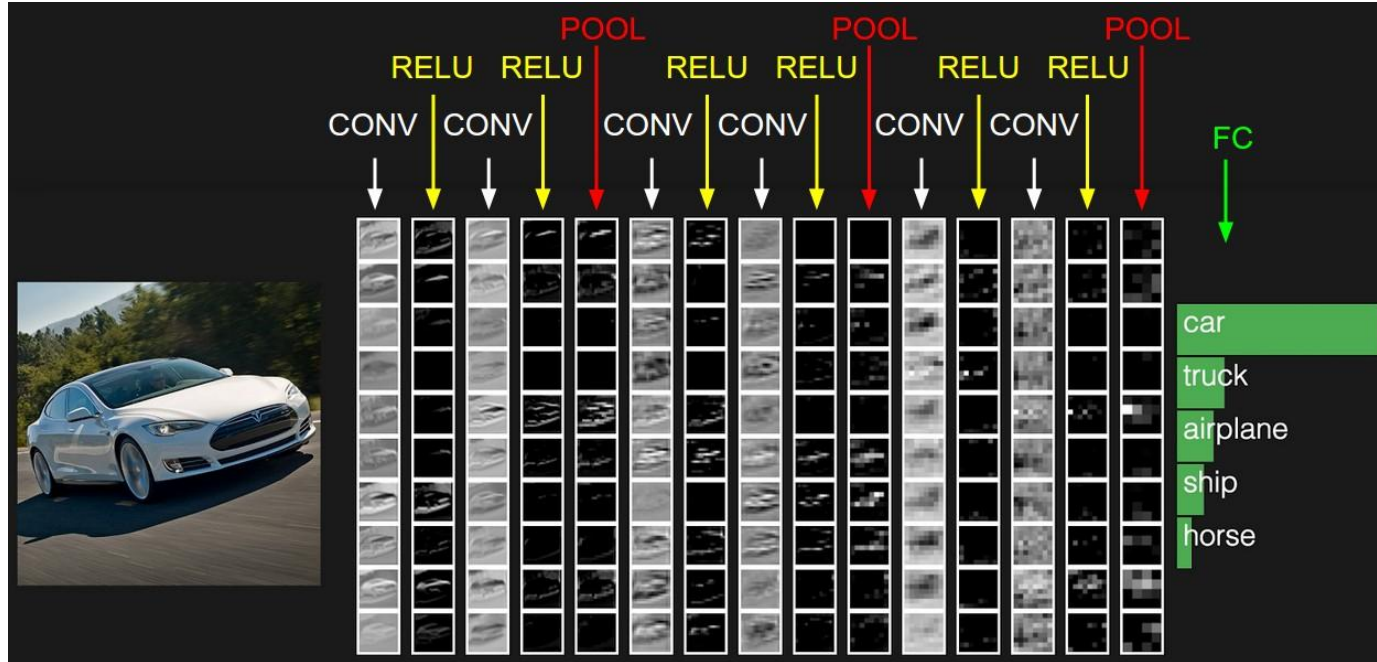 POOL POOL POOL
RELU RELU RELU RELU RELU RELU
CONV CONV CONV CONV CONV CONV
FC
car
truck
airplane
ship
horse